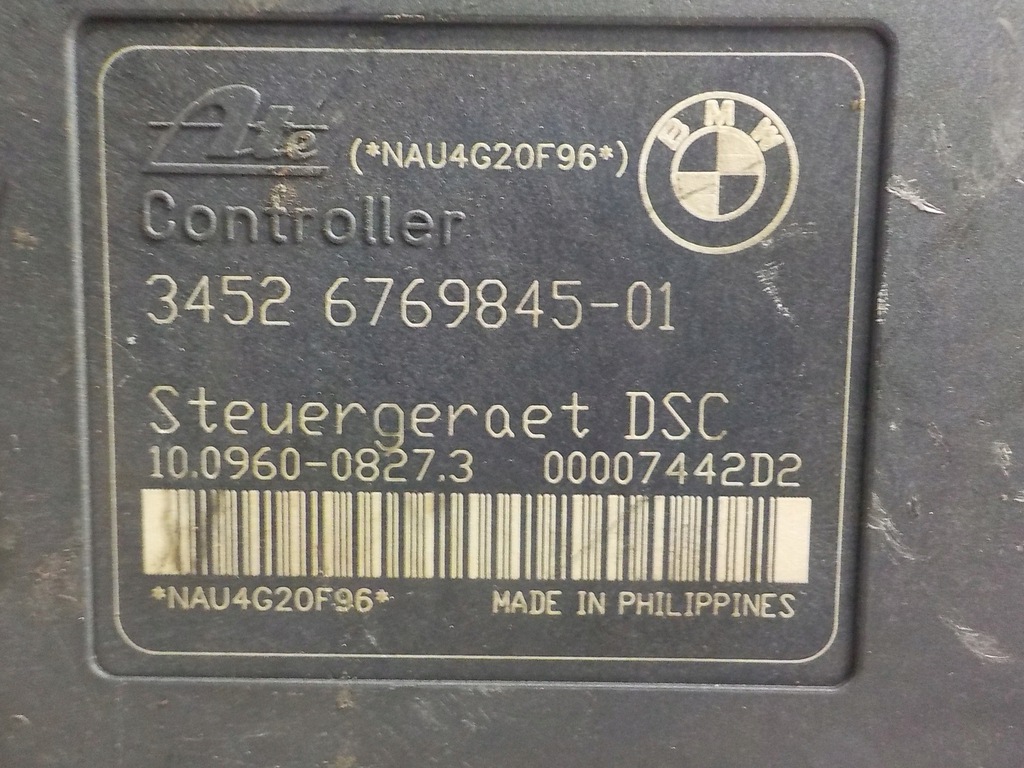 Ate (*NAU4G20F96*) BMW
Controller
3452 6769845-01
Steuergeraet DSC
10.0960-0827.3 00007442D2
*NAU4G20F96* MADE IN PHILIPPINES